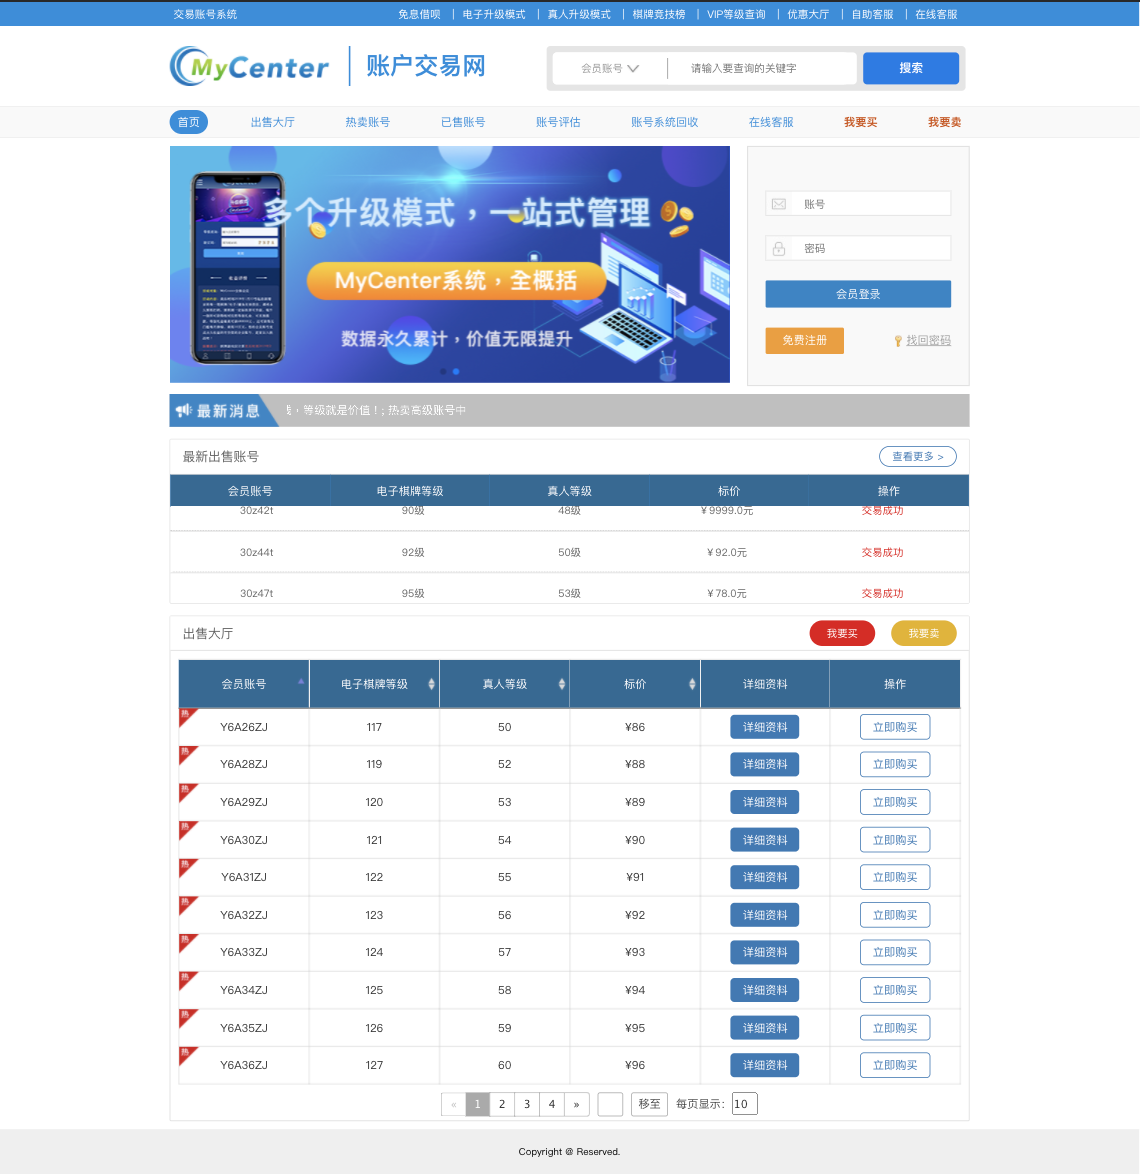 交易账号系统 免息借呗 | 电子升级模式 | 真人升级模式 | 棋牌竞技榜 | VIP等级查询 | 优惠大厅 | 自助客服 | 在线客服
MyCenter 账户交易网
会员账号 请输入要查询的关键字 搜索
首页 出售大厅 热卖账号 已售账号 账号评估 账号系统回收 在线客服 我要买 我要卖
多个升级模式，一站式管理
MyCenter系统，全概括
数据永久累计，价值无限提升
账号
密码
会员登录
免费注册 找回密码
最新消息 ，等级就是价值！; 热卖高级账号中
最新出售账号 查看更多 >
会员账号 电子棋牌等级 真人等级 标价 操作
30z42t 90级 48级 ¥9999.0元 交易成功
30z44t 92级 50级 ¥92.0元 交易成功
30z47t 95级 53级 ¥78.0元 交易成功
出售大厅 我要买 我要卖
会员账号 电子棋牌等级 真人等级 标价 详细资料 操作
热 Y6A26ZJ 117 50 ¥86 详细资料 立即购买
热 Y6A28ZJ 119 52 ¥88 详细资料 立即购买
热 Y6A29ZJ 120 53 ¥89 详细资料 立即购买
热 Y6A30ZJ 121 54 ¥90 详细资料 立即购买
热 Y6A31ZJ 122 55 ¥91 详细资料 立即购买
热 Y6A32ZJ 123 56 ¥92 详细资料 立即购买
热 Y6A33ZJ 124 57 ¥93 详细资料 立即购买
热 Y6A34ZJ 125 58 ¥94 详细资料 立即购买
热 Y6A35ZJ 126 59 ¥95 详细资料 立即购买
热 Y6A36ZJ 127 60 ¥96 详细资料 立即购买
« 1 2 3 4 » 移至 每页显示: 10
Copyright @ Reserved.